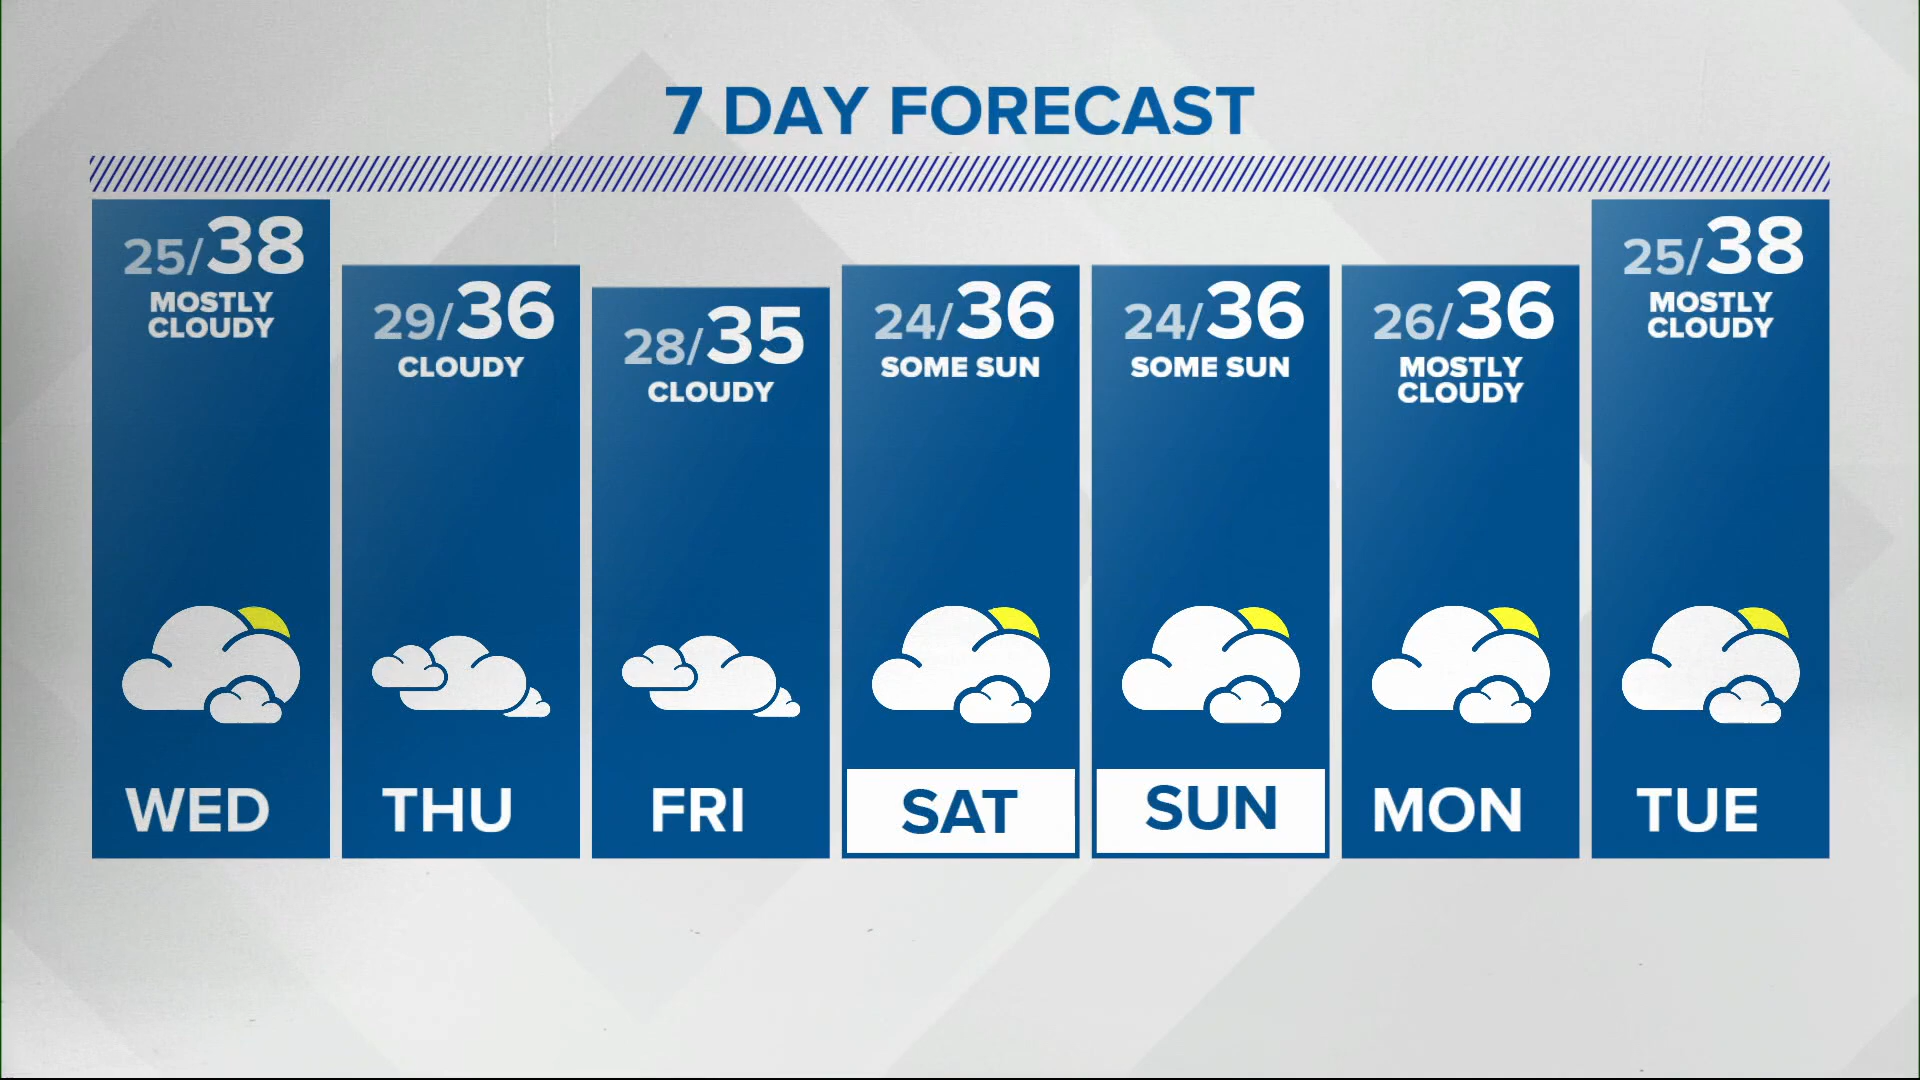 7 DAY FORECAST
25/38
MOSTLY
CLOUDY
WED
29/36
CLOUDY
THU
28/35
CLOUDY
FRI
24/36
SOME SUN
SAT
24/36
SOME SUN
SUN
26/36
MOSTLY
CLOUDY
MON
25/38
MOSTLY
CLOUDY
TUE